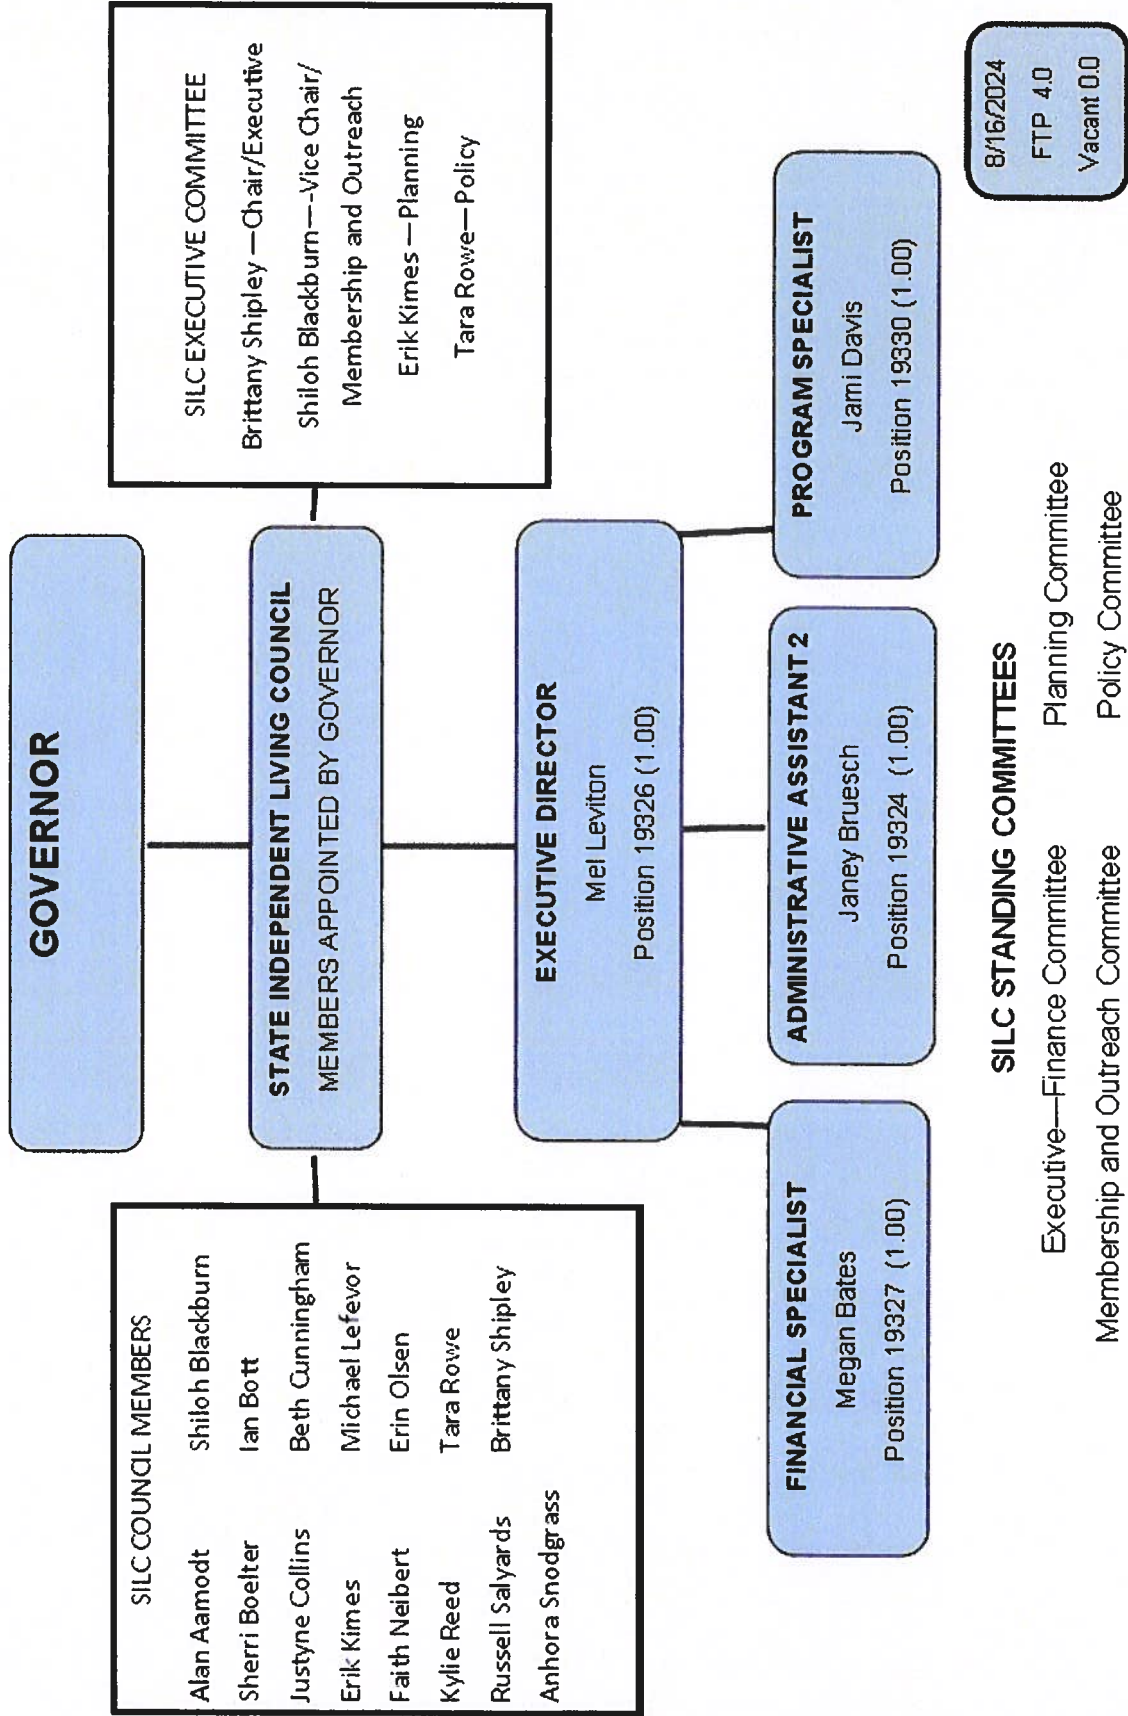 GOVERNOR
SILC COUNCIL MEMBERS
Alan Aamodt Shiloh Blackburn
Sherri Boelter Ian Bott
Justyne Collins Beth Cunningham
Erik Kimes Michael Lefevor
Faith Neibert Erin Olsen
Kylie Reed Tara Rowe
Russell Salyards Brittany Shipley
Anhora Snodgrass
STATE INDEPENDENT LIVING COUNCIL
MEMBERS APPOINTED BY GOVERNOR
SILC EXECUTIVE COMMITTEE
Brittany Shipley —Chair/Executive
Shiloh Blackburn—-Vice Chair/
Membership and Outreach
Erik Kimes —Planning
Tara Rowe—Policy
EXECUTIVE DIRECTOR
Mel Leviton
Position 19326 (1.00)
FINANCIAL SPECIALIST
Megan Bates
Position 19327 (1.00)
ADMINISTRATIVE ASSISTANT 2
Janey Bruesch
Position 19324 (1.00)
PROGRAM SPECIALIST
Jami Davis
Position 19330 (1.00)
SILC STANDING COMMITTEES
Executive—Finance Committee Planning Committee
Membership and Outreach Committee Policy Committee
8/16/2024
FTP 4.0
Vacant 0.0